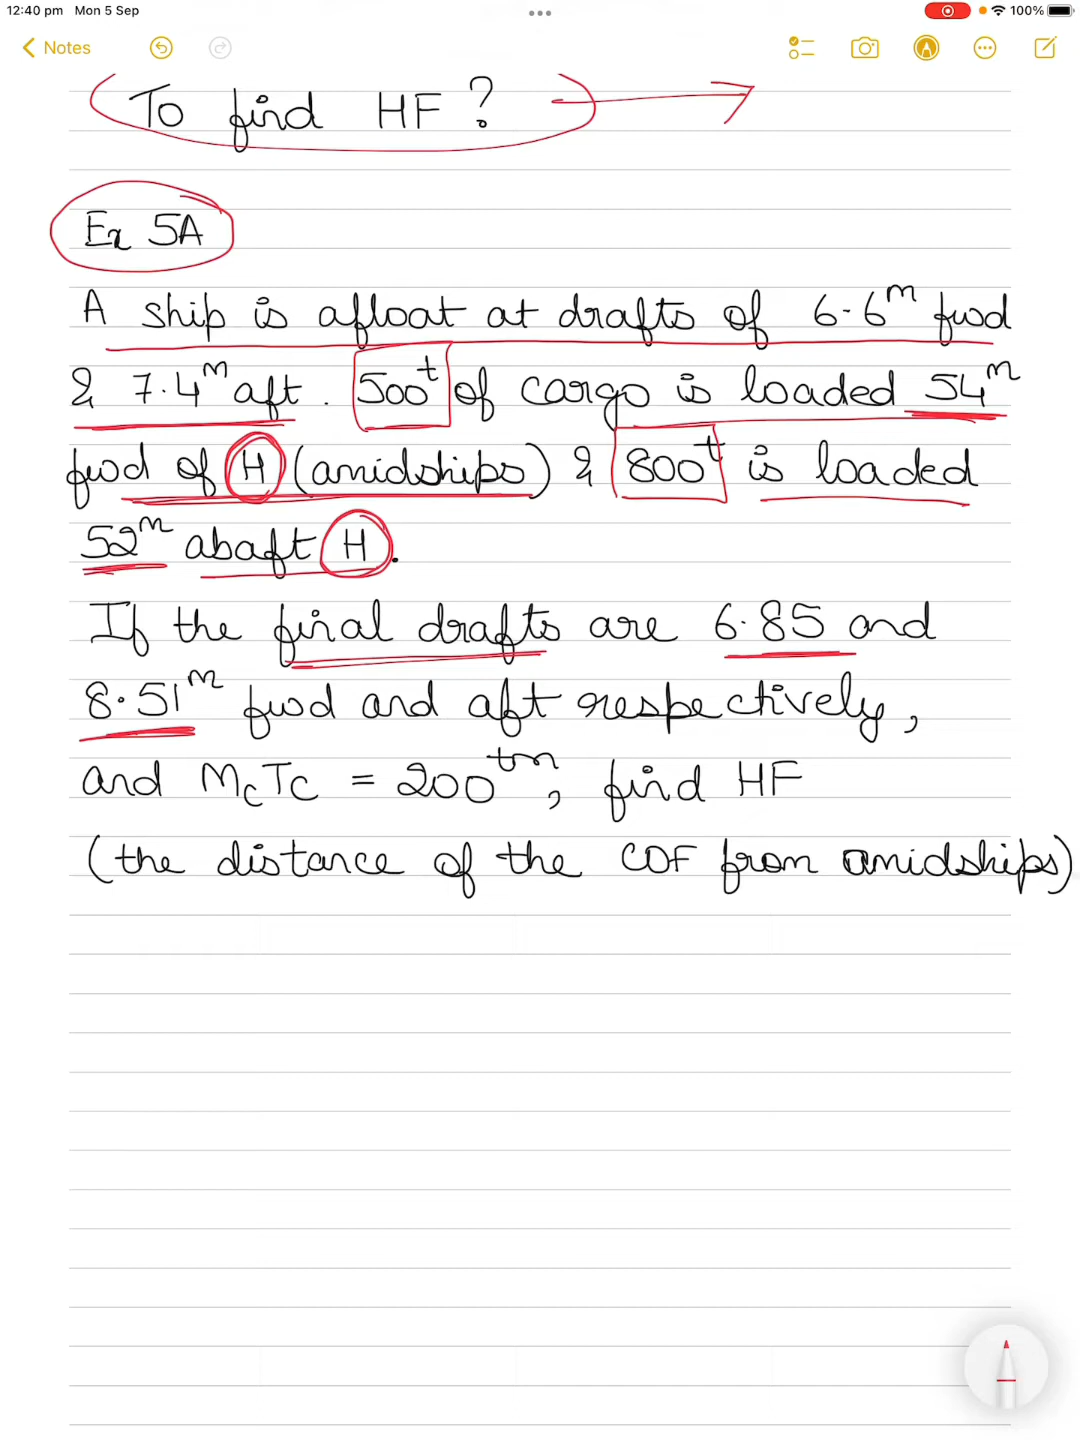 12:40 pm Mon 5 Sep
100%
Notes
To find HF?
Ex 5A
A ship is afloat at drafts of 6.6m fwd
& 7.4m aft. 500t of cargo is loaded 54m
fwd of H (amidships) & 800t is loaded
52m abaft H.
If the final drafts are 6.85 and
8.51m fwd and aft respectively,
and MCTC = 200tm, find HF
(the distance of the COF from amidships)